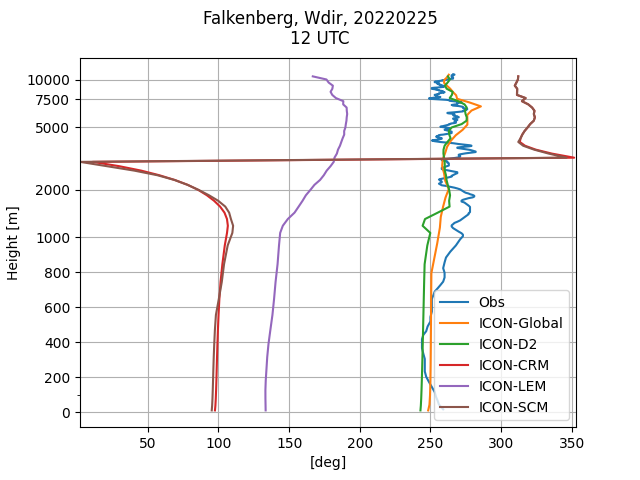 Falkenberg, Wdir, 20220225
12 UTC
Height [m]
10000
7500
5000
2000
1000
800
600
400
200
0
Obs
ICON-Global
ICON-D2
ICON-CRM
ICON-LEM
ICON-SCM
50
100
150
200
250
300
350
[deg]